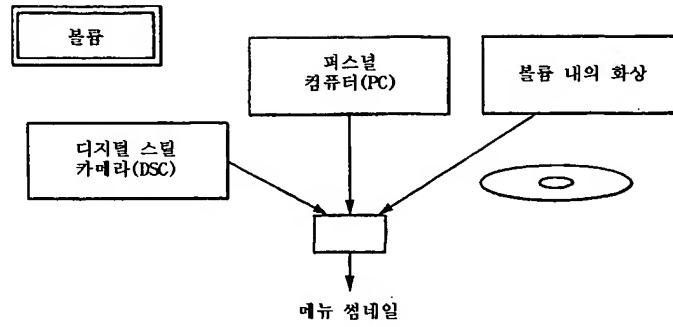 볼륨
퍼스널
컴퓨터(PC)
볼륨 내의 화상
디지털 스틸
카메라(DSC)
메뉴 썸네일